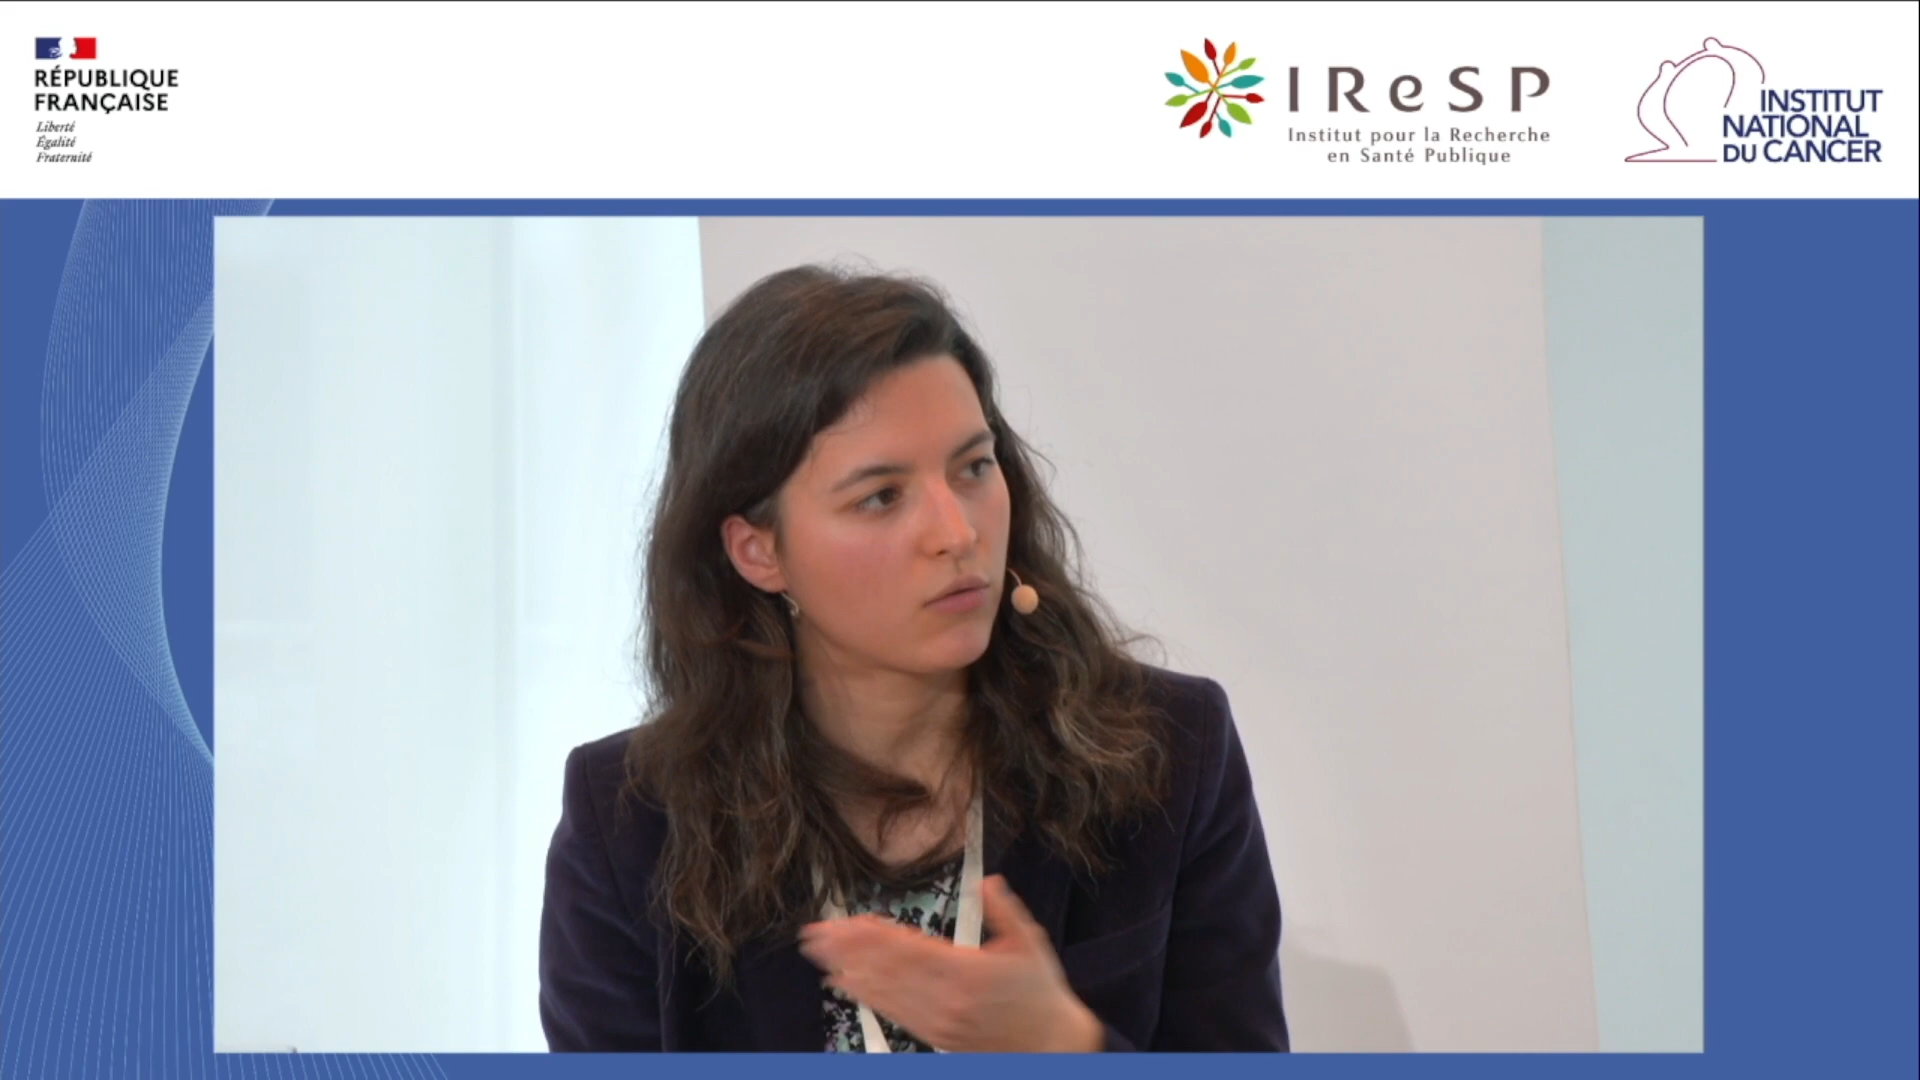 RÉPUBLIQUE
FRANÇAISE
Liberté
Égalité
Fraternité
IReSP
Institut pour la Recherche
en Santé Publique
INSTITUT
NATIONAL
DU CANCER